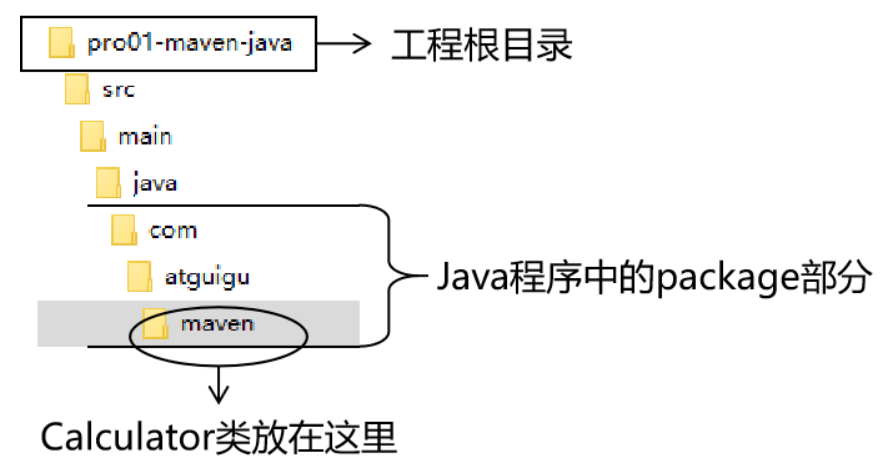 pro01-maven-java 工程根目录
src
main
java
com
atguigu
Java程序中的package部分
maven
Calculator类放在这里